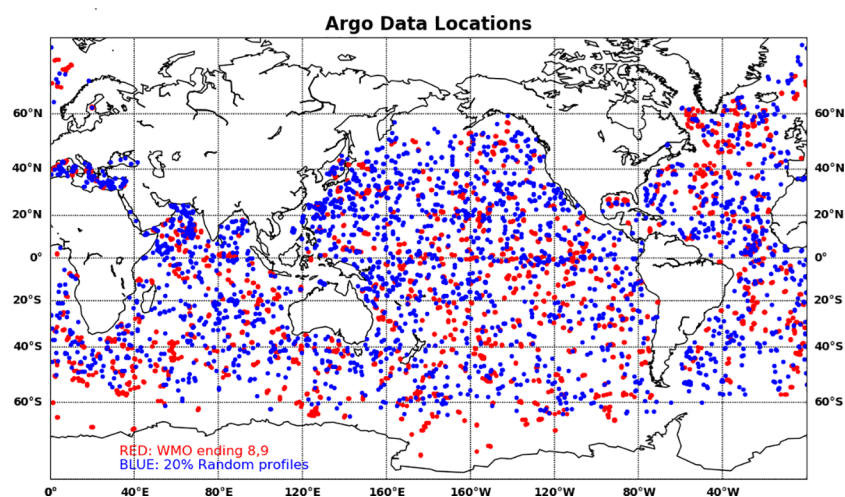 Argo Data Locations
60°N 60°N
40°N 40°N
20°N 20°N
0° 0°
20°S 20°S
40°S 40°S
60°S 60°S
RED: WMO ending 8,9
BLUE: 20% Random profiles
0° 40°E 80°E 120°E 160°E 160°W 120°W 80°W 40°W